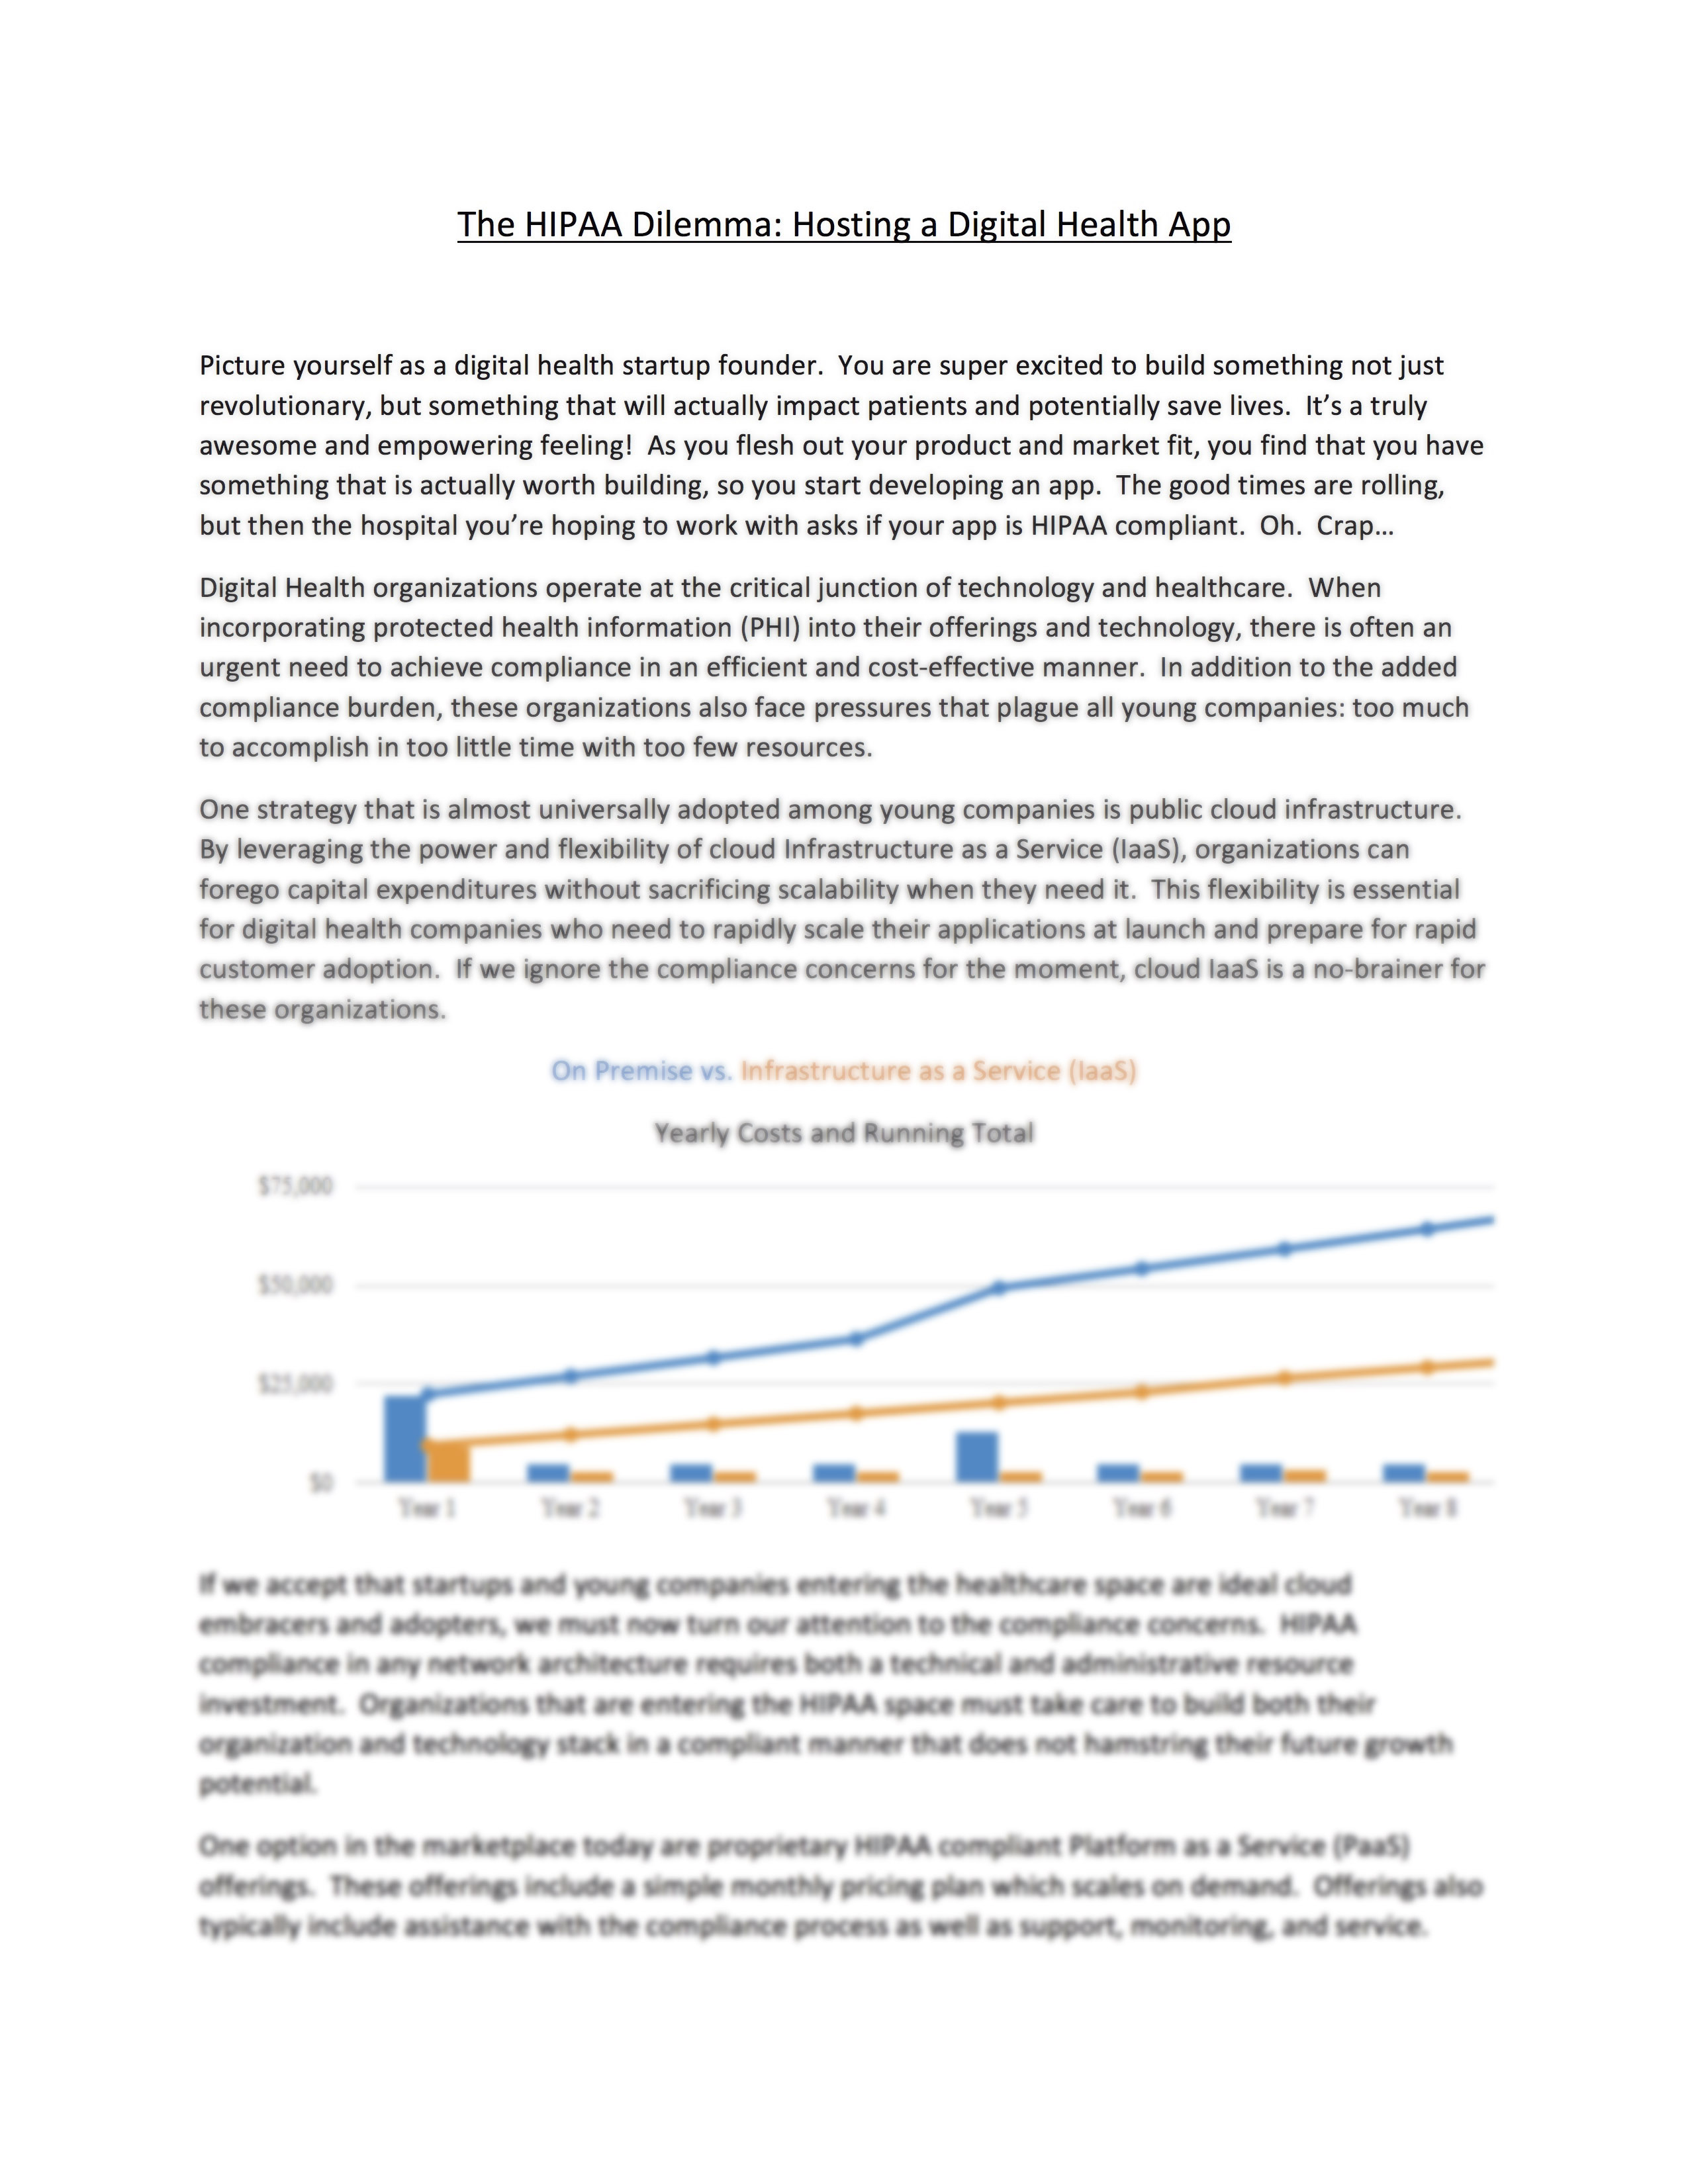 The HIPAA Dilemma: Hosting a Digital Health App
Picture yourself as a digital health startup founder.  You are super excited to build something not just
revolutionary, but something that will actually impact patients and potentially save lives.  It’s a truly
awesome and empowering feeling!  As you flesh out your product and market fit, you find that you have
something that is actually worth building, so you start developing an app.  The good times are rolling,
but then the hospital you’re hoping to work with asks if your app is HIPAA compliant.  Oh.  Crap…
Digital Health organizations operate at the critical junction of technology and healthcare.  When
incorporating protected health information (PHI) into their offerings and technology, there is often an
urgent need to achieve compliance in an efficient and cost-effective manner.  In addition to the added
compliance burden, these organizations also face pressures that plague all young companies: too much
to accomplish in too little time with too few resources.
One strategy that is almost universally adopted among young companies is public cloud infrastructure.
By leveraging the power and flexibility of cloud Infrastructure as a Service (IaaS), organizations can
forego capital expenditures without sacrificing scalability when they need it.  This flexibility is essential
for digital health companies who need to rapidly scale their applications at launch and prepare for rapid
customer adoption.  If we ignore the compliance concerns for the moment, cloud IaaS is a no-brainer for
these organizations.
On Premise vs. Infrastructure as a Service (IaaS)
Yearly Costs and Running Total
$75,000
$50,000
$25,000
$0
Year 1 Year 2 Year 3 Year 4 Year 5 Year 6 Year 7 Year 8
If we accept that startups and young companies entering the healthcare space are ideal cloud
embracers and adopters, we must now turn our attention to the compliance concerns.  HIPAA
compliance in any network architecture requires both a technical and administrative resource
investment.  Organizations that are entering the HIPAA space must take care to build both their
organization and technology stack in a compliant manner that does not hamstring their future growth
potential.
One option in the marketplace today are proprietary HIPAA compliant Platform as a Service (PaaS)
offerings.  These offerings include a simple monthly pricing plan which scales on demand.  Offerings also
typically include assistance with the compliance process as well as support, monitoring, and service.